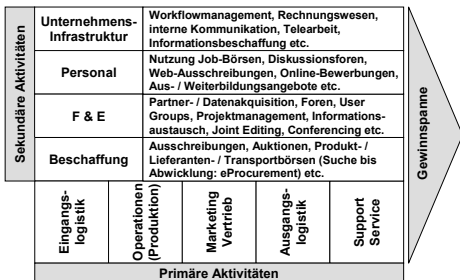 Sekundäre Aktivitäten
Unternehmens-
Infrastruktur
Workflowmanagement, Rechnungswesen,
interne Kommunikation, Telearbeit,
Informationsbeschaffung etc.
Personal
Nutzung Job-Börsen, Diskussionsforen,
Web-Ausschreibungen, Online-Bewerbungen,
Aus- / Weiterbildungsangebote etc.
F & E
Partner- / Datenakquisition, Foren, User
Groups, Projektmanagement, Informations-
austausch, Joint Editing, Conferencing etc.
Beschaffung
Ausschreibungen, Auktionen, Produkt- /
Lieferanten- / Transportbörsen (Suche bis
Abwicklung: eProcurement) etc.
Eingangs-
logistik
Operationen
(Produktion)
Marketing
Vertrieb
Ausgangs-
logistik
Support
Service
Primäre Aktivitäten
Gewinnspanne